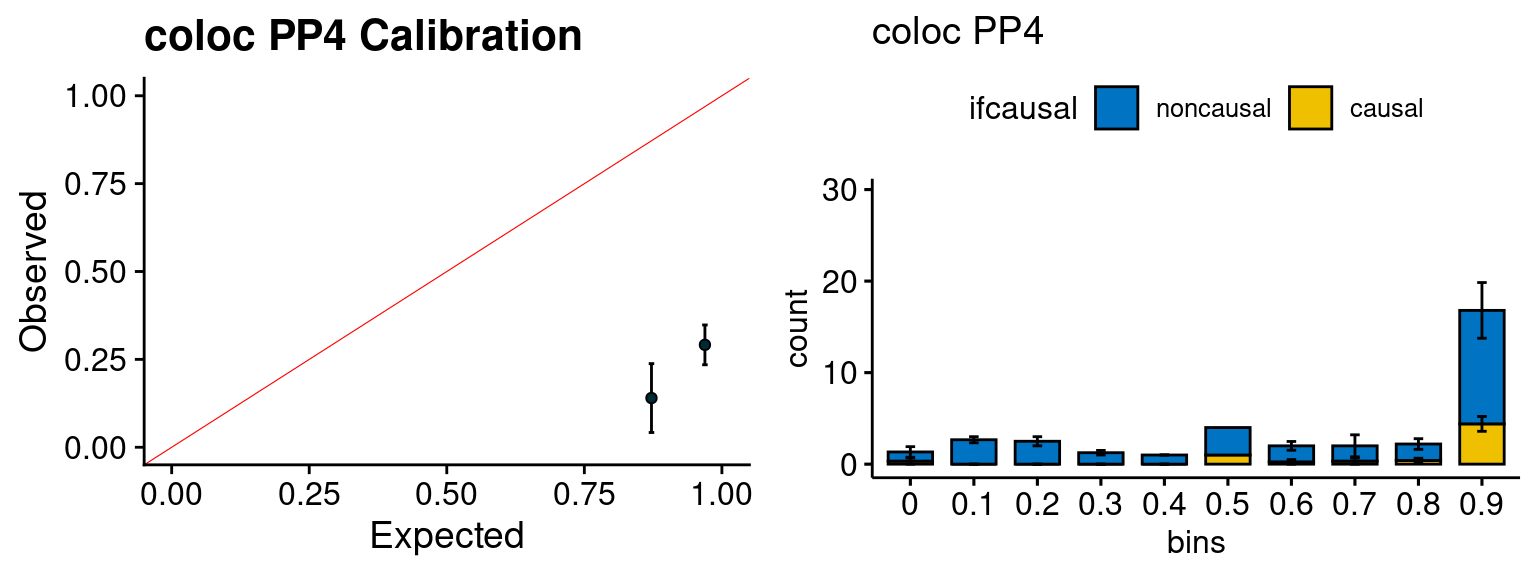 coloc PP4 Calibration
Observed
1.00
0.75
0.50
0.25
0.00
0.00 0.25 0.50 0.75 1.00
Expected
coloc PP4
ifcausal noncausal causal
count
30
20
10
0
0 0.1 0.2 0.3 0.4 0.5 0.6 0.7 0.8 0.9
bins